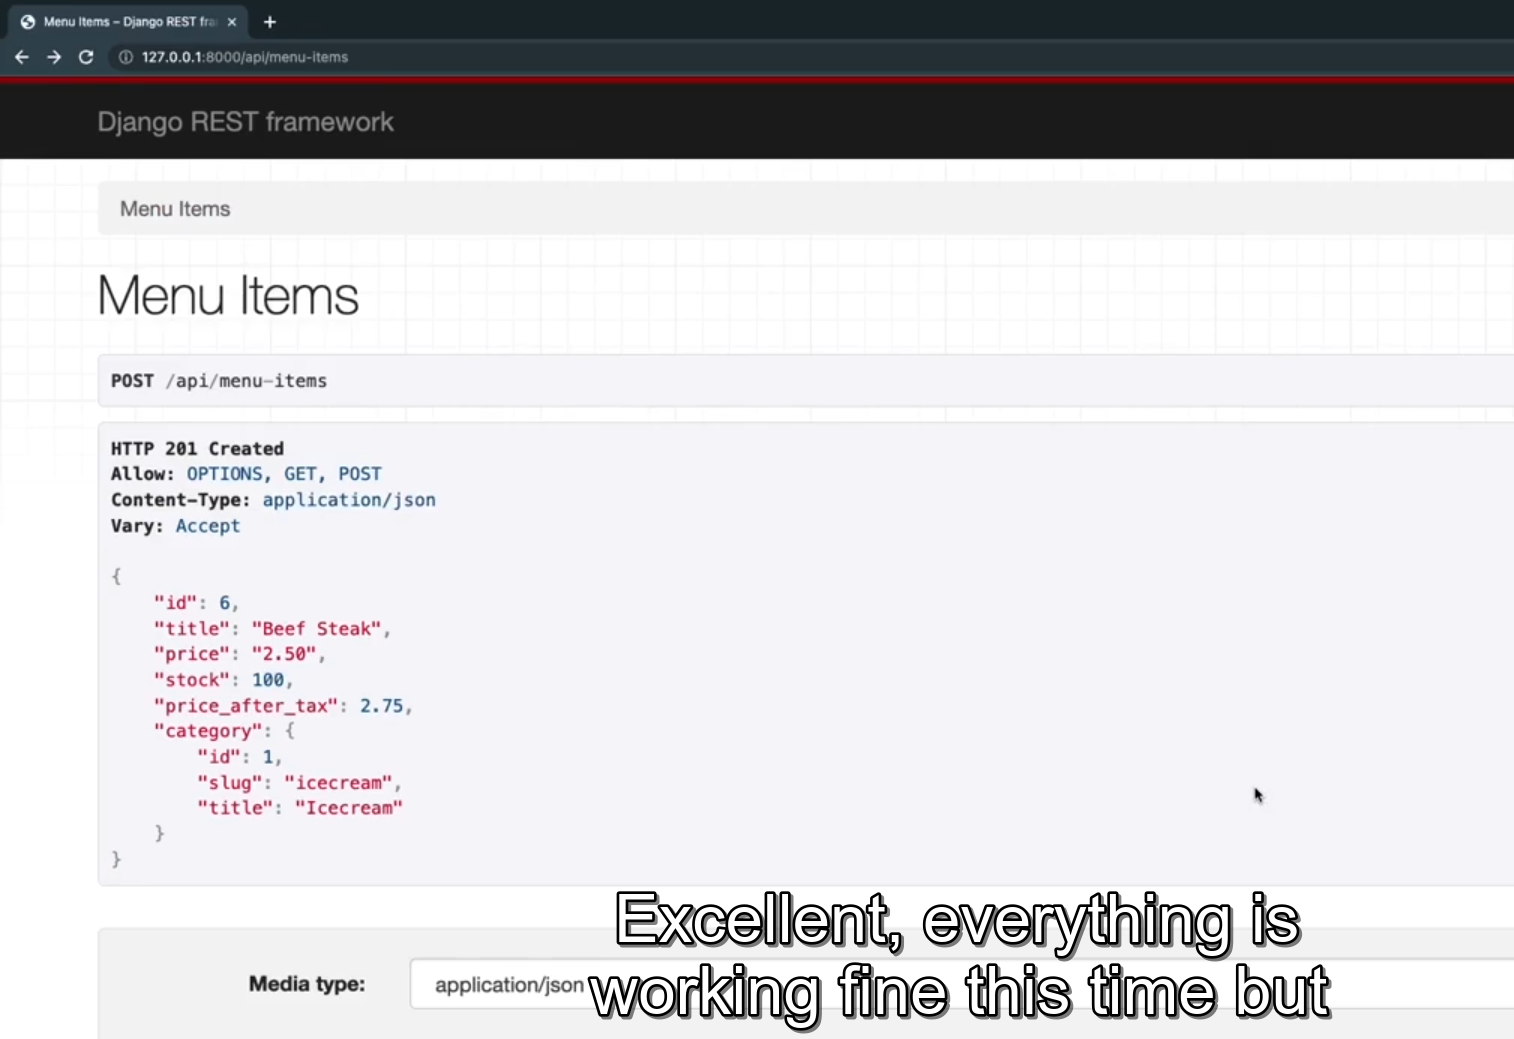 Menu Items – Django REST fra
127.0.0.1:8000/api/menu-items
Django REST framework
Menu Items
Menu Items
POST /api/menu-items
HTTP 201 Created
Allow: OPTIONS, GET, POST
Content-Type: application/json
Vary: Accept
{
    "id": 6,
    "title": "Beef Steak",
    "price": "2.50",
    "stock": 100,
    "price_after_tax": 2.75,
    "category": {
        "id": 1,
        "slug": "icecream",
        "title": "Icecream"
    }
}
Excellent, everything is
Media type: application/json
working fine this time but